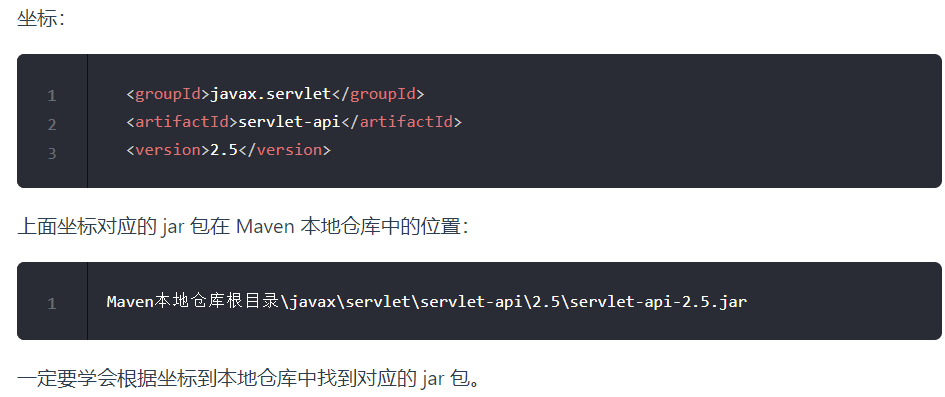 坐标：
1 <groupId>javax.servlet</groupId>
2 <artifactId>servlet-api</artifactId>
3 <version>2.5</version>
上面坐标对应的 jar 包在 Maven 本地仓库中的位置：
1 Maven本地仓库根目录\javax\servlet\servlet-api\2.5\servlet-api-2.5.jar
一定要学会根据坐标到本地仓库中找到对应的 jar 包。